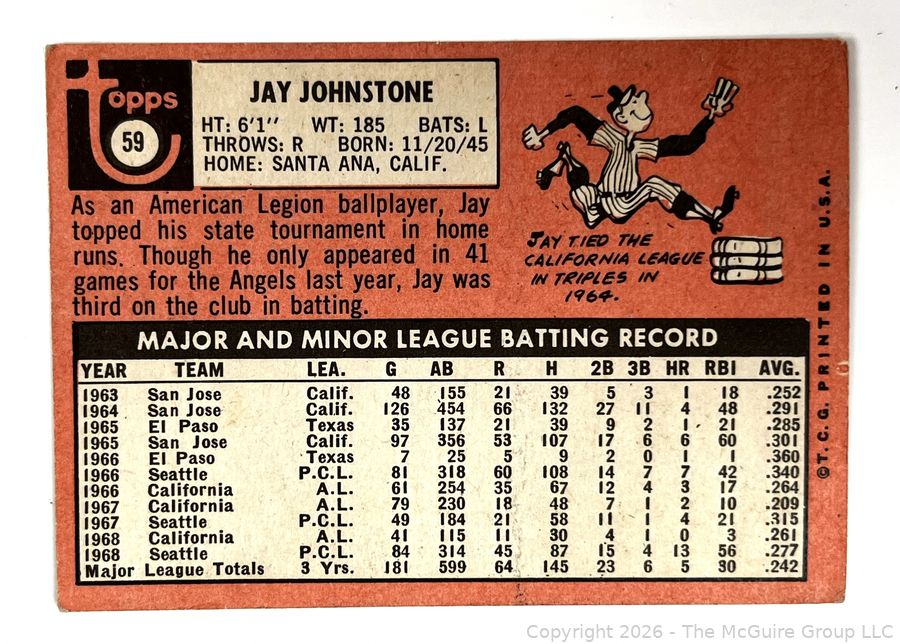 topps
59
JAY JOHNSTONE
HT: 6'1'' WT: 185 BATS: L
THROWS: R BORN: 11/20/45
HOME: SANTA ANA, CALIF.
As an American Legion ballplayer, Jay
topped his state tournament in home
runs. Though he only appeared in 41
games for the Angels last year, Jay was
third on the club in batting.
JAY TIED THE
CALIFORNIA LEAGUE
IN TRIPLES IN
1964.
MAJOR AND MINOR LEAGUE BATTING RECORD
YEAR TEAM LEA. G AB R H 2B 3B HR RBI AVG.
1963 San Jose Calif. 48 155 21 39 5 3 1 18 .252
1964 San Jose Calif. 126 454 66 132 27 11 4 48 .291
1965 El Paso Texas 35 137 21 39 9 2 1 21 .285
1965 San Jose Calif. 97 356 53 107 17 6 6 60 .301
1966 El Paso Texas 7 25 5 9 2 0 1 1 .360
1966 Seattle P.C.L. 81 318 60 108 14 7 7 42 .340
1966 California A.L. 61 254 35 67 12 4 3 17 .264
1967 California A.L. 79 230 18 48 7 1 2 10 .209
1967 Seattle P.C.L. 49 184 21 58 11 1 4 21 .315
1968 California A.L. 41 115 11 30 4 1 0 3 .261
1968 Seattle P.C.L. 84 314 45 87 15 4 13 56 .277
Major League Totals 3 Yrs. 181 599 64 145 23 6 5 30 .242
©T.C.G. PRINTED IN U.S.A.
Copyright 2026 - The McGuire Group LLC